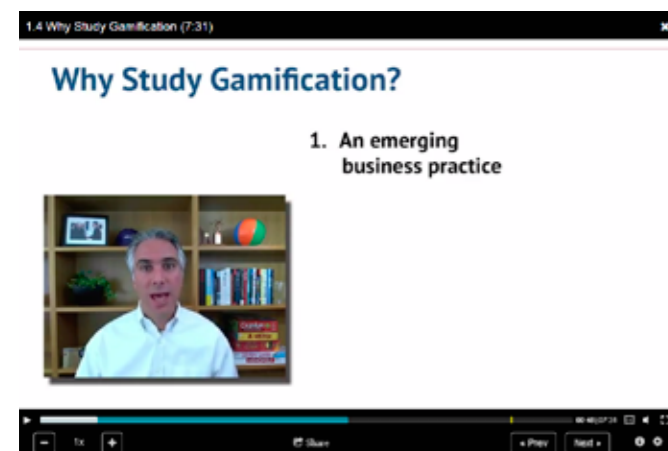 1.4 Why Study Gamification (7:31)
Why Study Gamification?
1. An emerging
business practice
1x
Share
« Prev
Next »